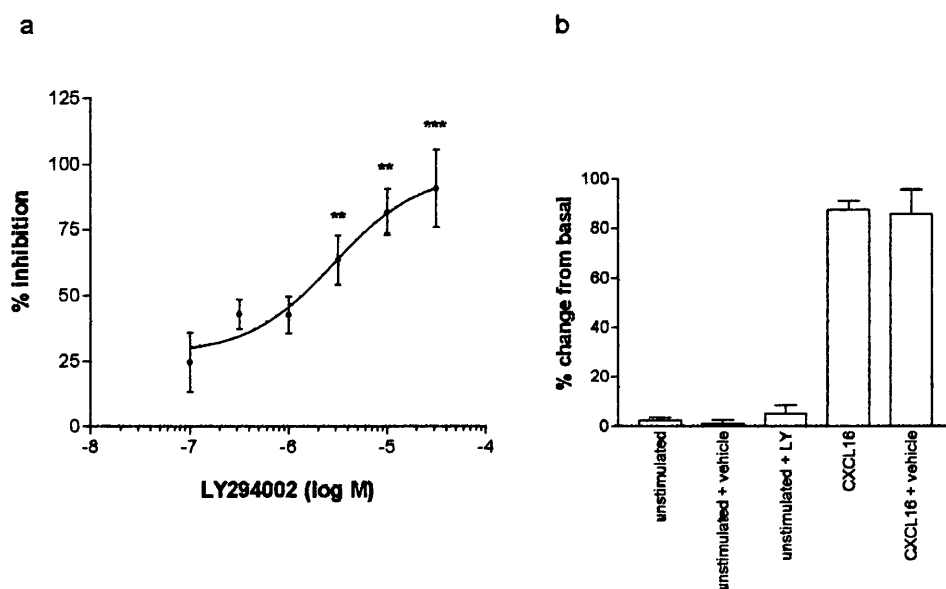 a
b
125
100
75
50
25
0
% inhibition
**
**
***
-8
-7
-6
-5
-4
LY294002 (log M)
100
80
60
40
20
0
% change from basal
unstimulated
unstimulated + vehicle
unstimulated + LY
CXCL16
CXCL16 + vehicle